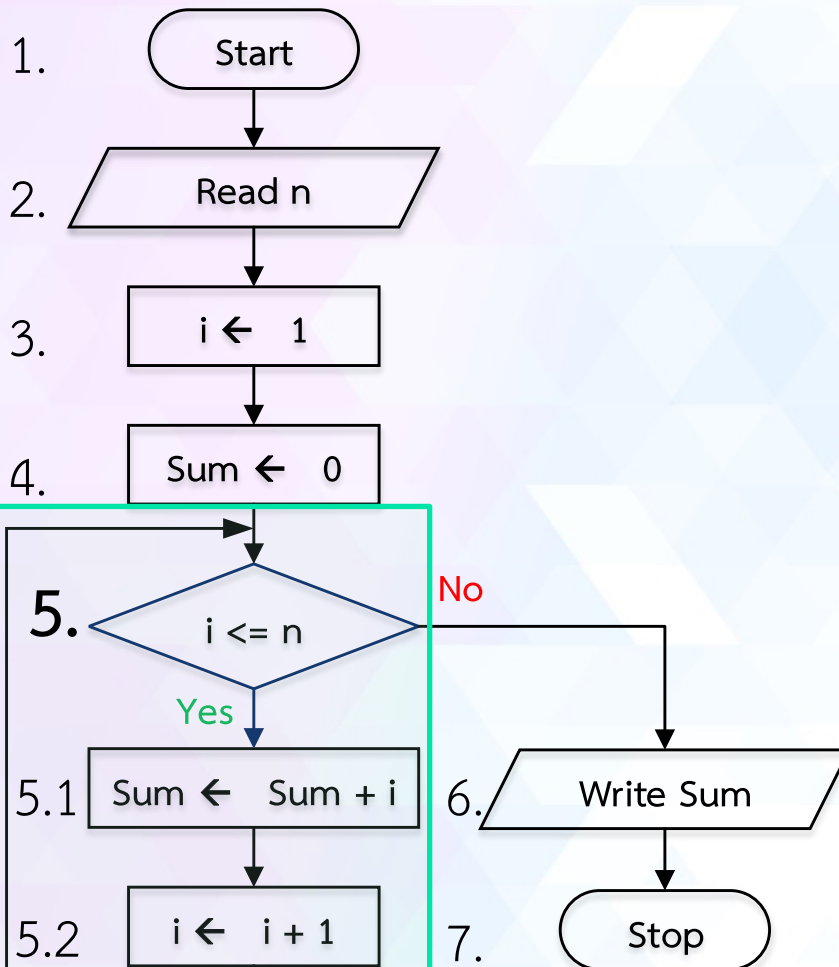 1. Start
2. Read n
3. i ← 1
4. Sum ← 0
5. i <= n
No
Yes
5.1 Sum ← Sum + i
6. Write Sum
5.2 i ← i + 1
7. Stop